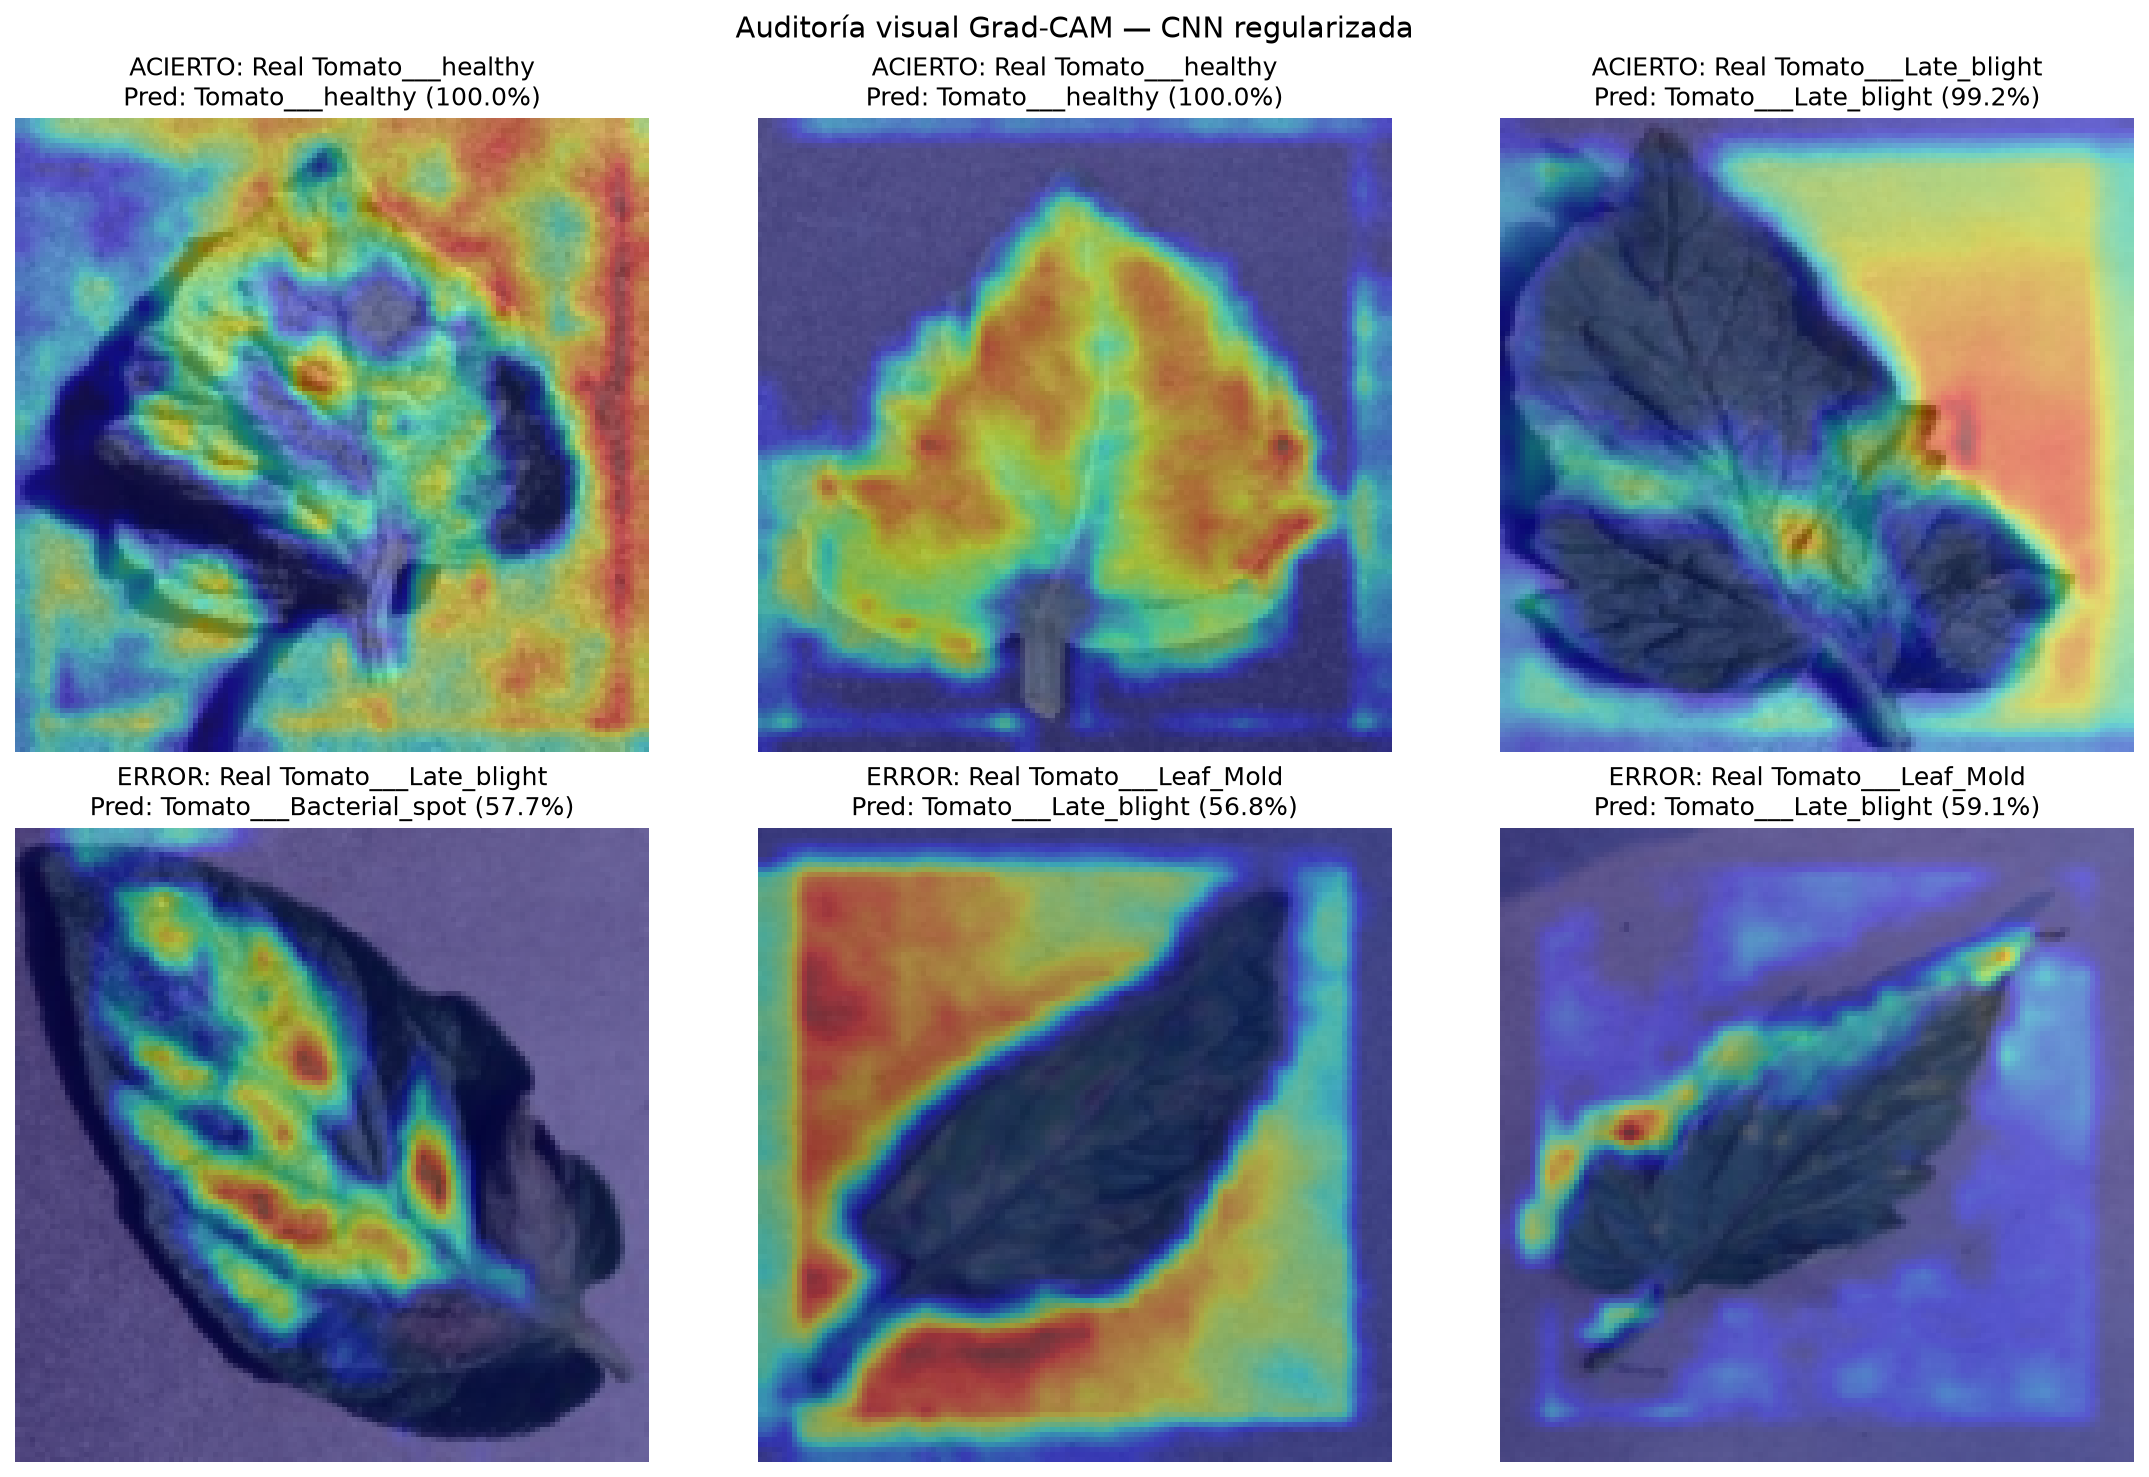 Auditoría visual Grad-CAM — CNN regularizada
ACIERTO: Real Tomato___healthy
Pred: Tomato___healthy (100.0%)
ACIERTO: Real Tomato___healthy
Pred: Tomato___healthy (100.0%)
ACIERTO: Real Tomato___Late_blight
Pred: Tomato___Late_blight (99.2%)
ERROR: Real Tomato___Late_blight
Pred: Tomato___Bacterial_spot (57.7%)
ERROR: Real Tomato___Leaf_Mold
Pred: Tomato___Late_blight (56.8%)
ERROR: Real Tomato___Leaf_Mold
Pred: Tomato___Late_blight (59.1%)